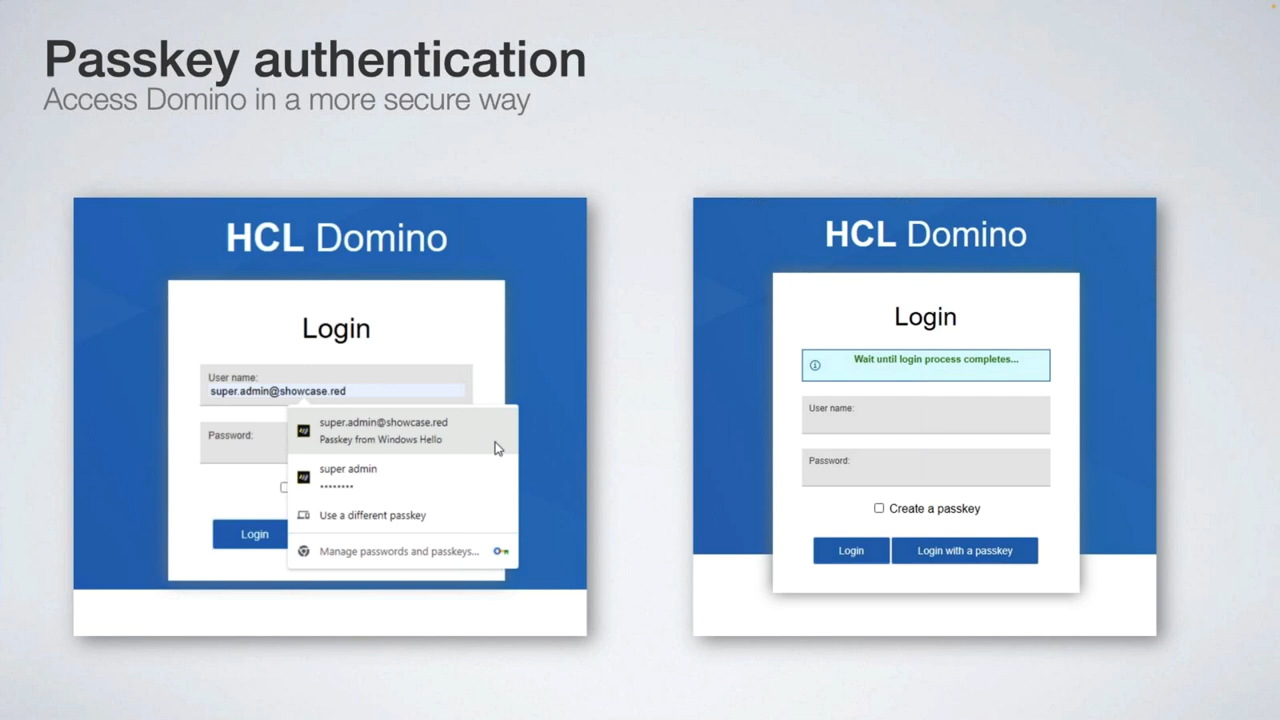 Passkey authentication
Access Domino in a more secure way
HCL Domino
Login
User name:
super.admin@showcase.red
Password:
super.admin@showcase.red
Passkey from Windows Hello
super admin
••••••••
Use a different passkey
Manage passwords and passkeys...
Login
HCL Domino
Login
Wait until login process completes...
User name:
Password:
Create a passkey
Login
Login with a passkey